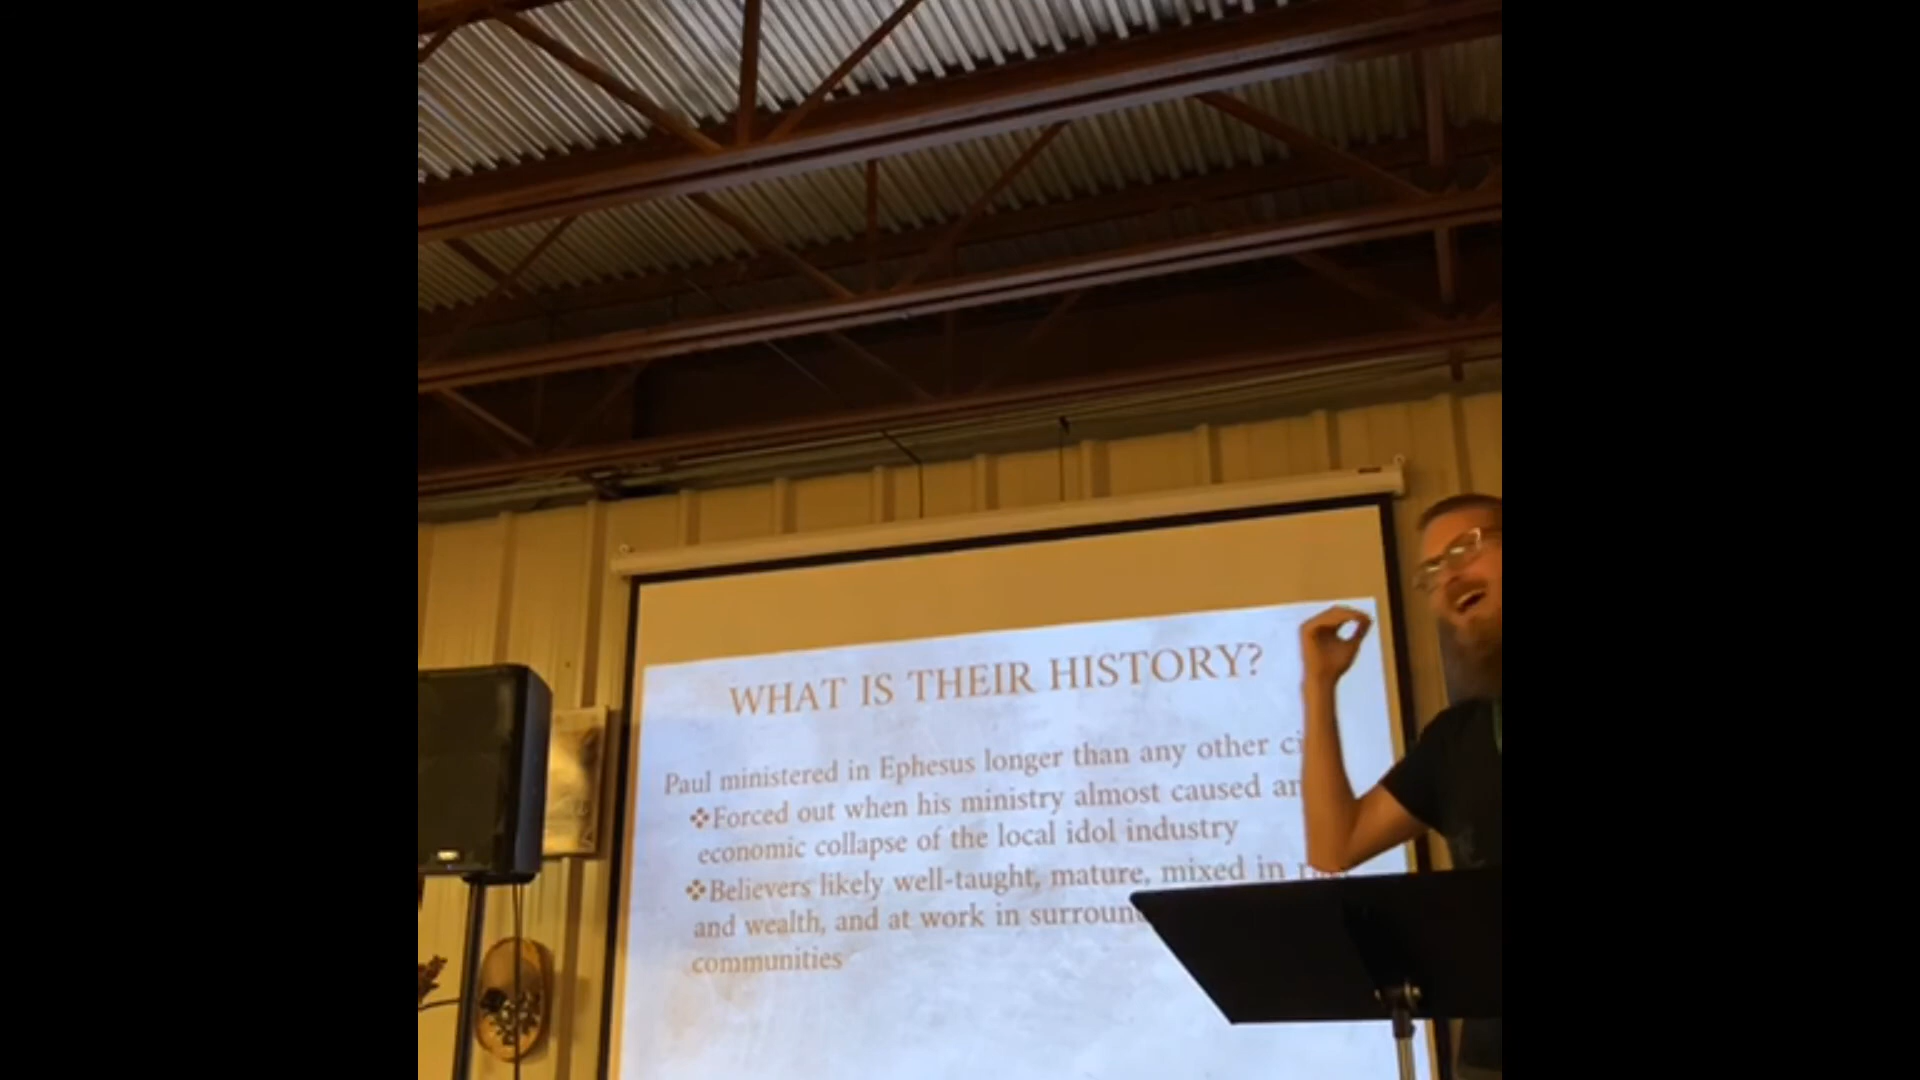 WHAT IS THEIR HISTORY?
Paul ministered in Ephesus longer than any other
❖Forced out when his ministry almost caused an
economic collapse of the local idol industry
❖Believers likely well-taught, mature, mixed in
and wealth, and at work in
communities